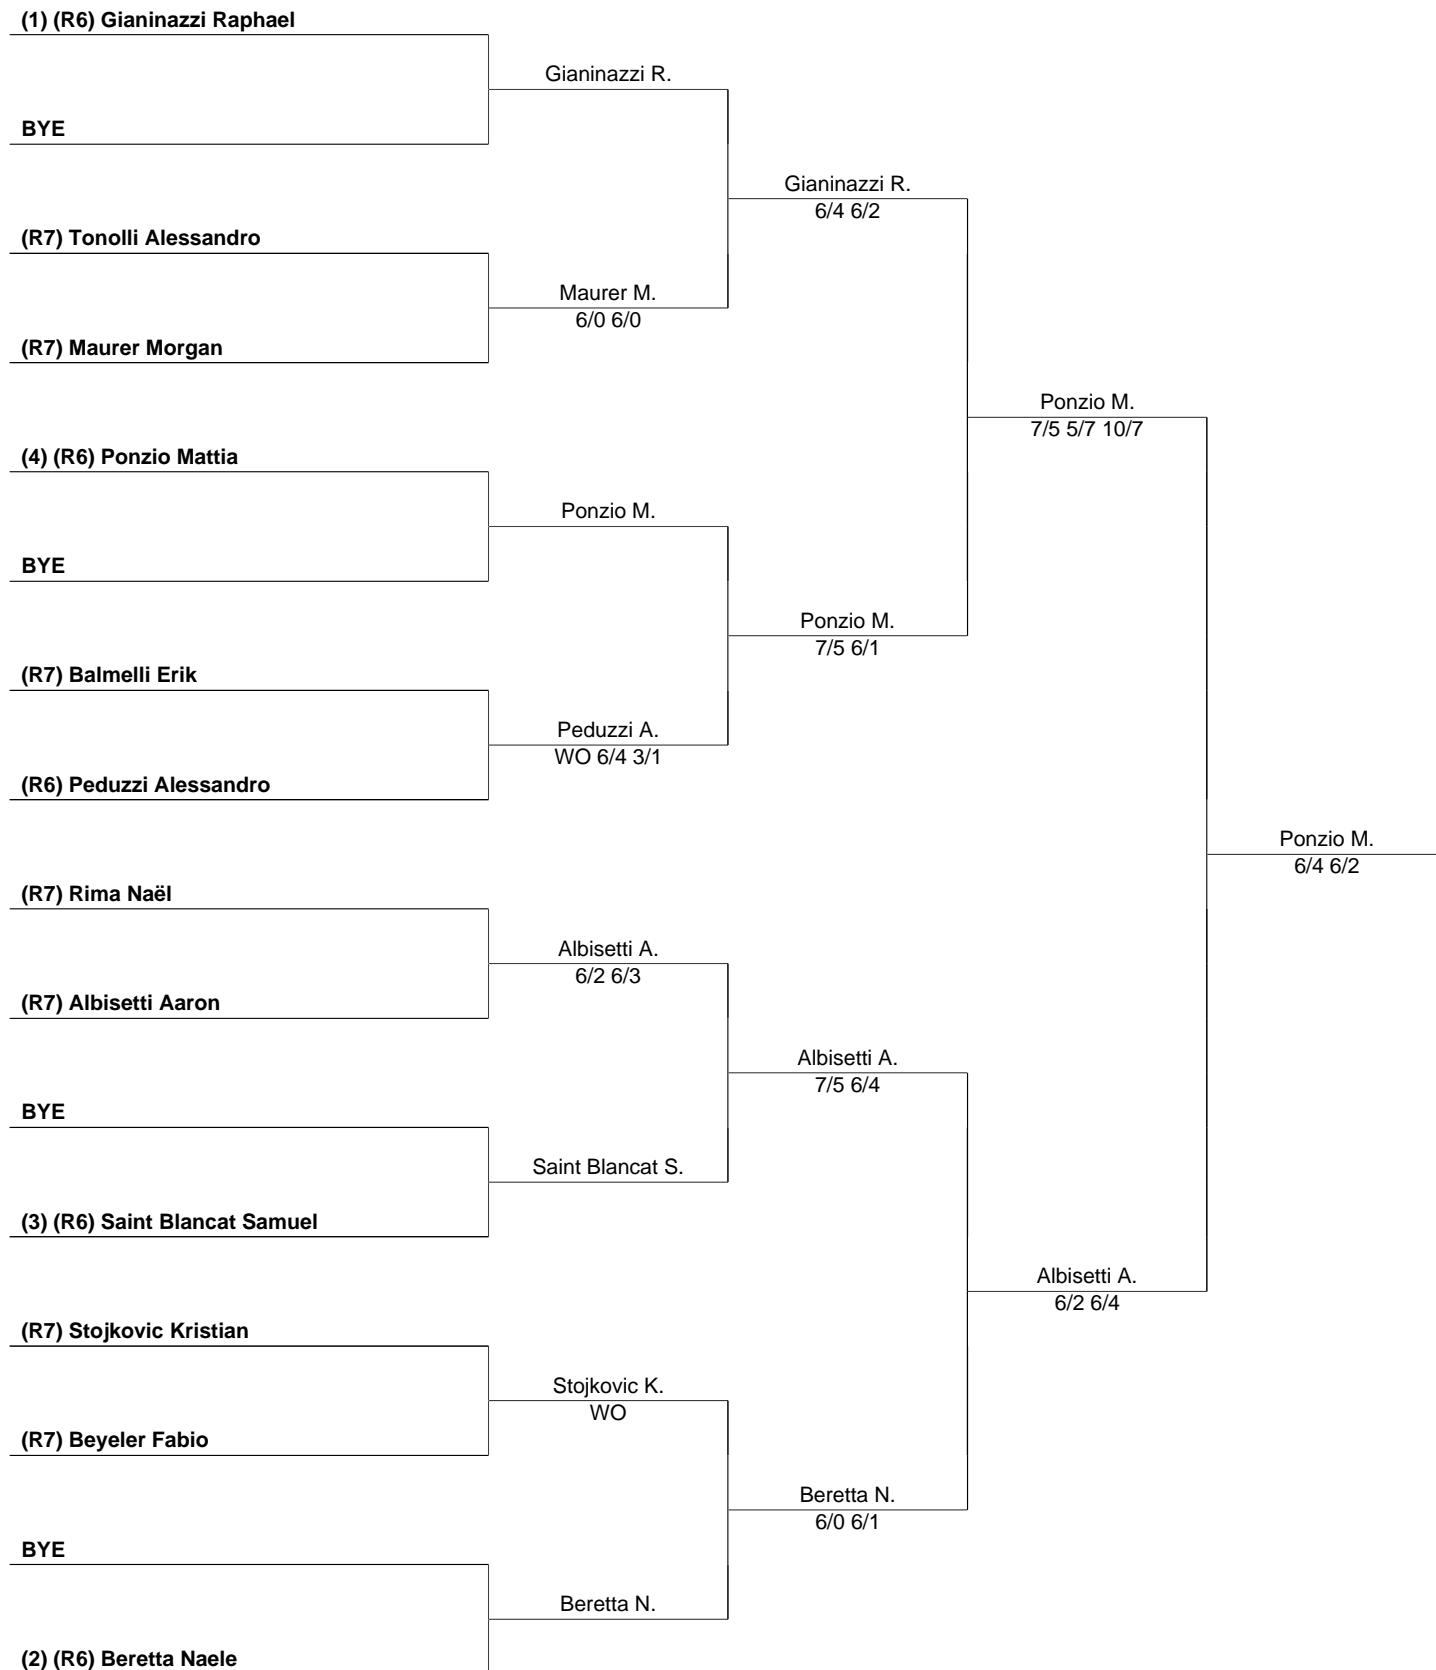 (1) (R6) Gianinazzi Raphael
Gianinazzi R.
BYE
Gianinazzi R.
6/4 6/2
(R7) Tonolli Alessandro
Maurer M.
6/0 6/0
(R7) Maurer Morgan
Ponzio M.
7/5 5/7 10/7
(4) (R6) Ponzio Mattia
Ponzio M.
BYE
Ponzio M.
7/5 6/1
(R7) Balmelli Erik
Peduzzi A.
WO 6/4 3/1
(R6) Peduzzi Alessandro
Ponzio M.
6/4 6/2
(R7) Rima Naël
Albisetti A.
6/2 6/3
(R7) Albisetti Aaron
Albisetti A.
7/5 6/4
BYE
Saint Blancat S.
(3) (R6) Saint Blancat Samuel
Albisetti A.
6/2 6/4
(R7) Stojkovic Kristian
Stojkovic K.
WO
(R7) Beyeler Fabio
Beretta N.
6/0 6/1
BYE
Beretta N.
(2) (R6) Beretta Naele